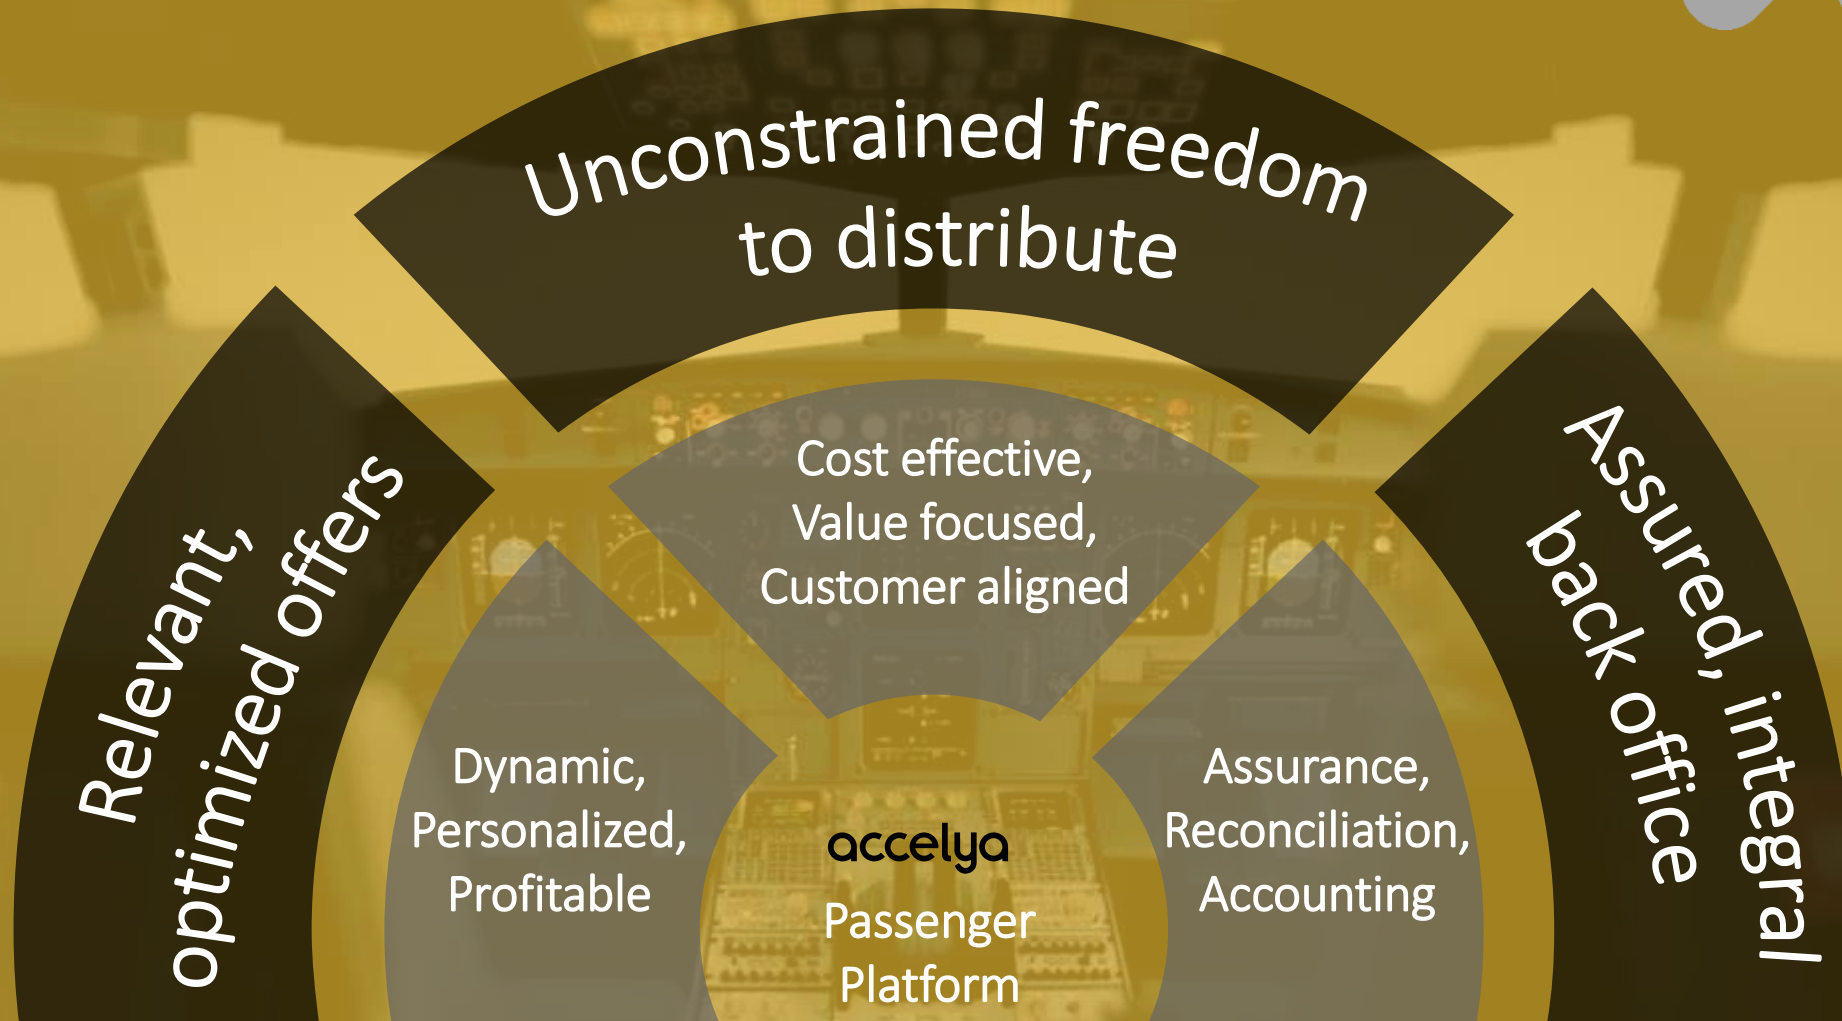 Unconstrained freedom
to distribute
Relevant,
optimized offers
Assured, integral
back office
Cost effective,
Value focused,
Customer aligned
Dynamic,
Personalized,
Profitable
Assurance,
Reconciliation,
Accounting
accelya
Passenger
Platform